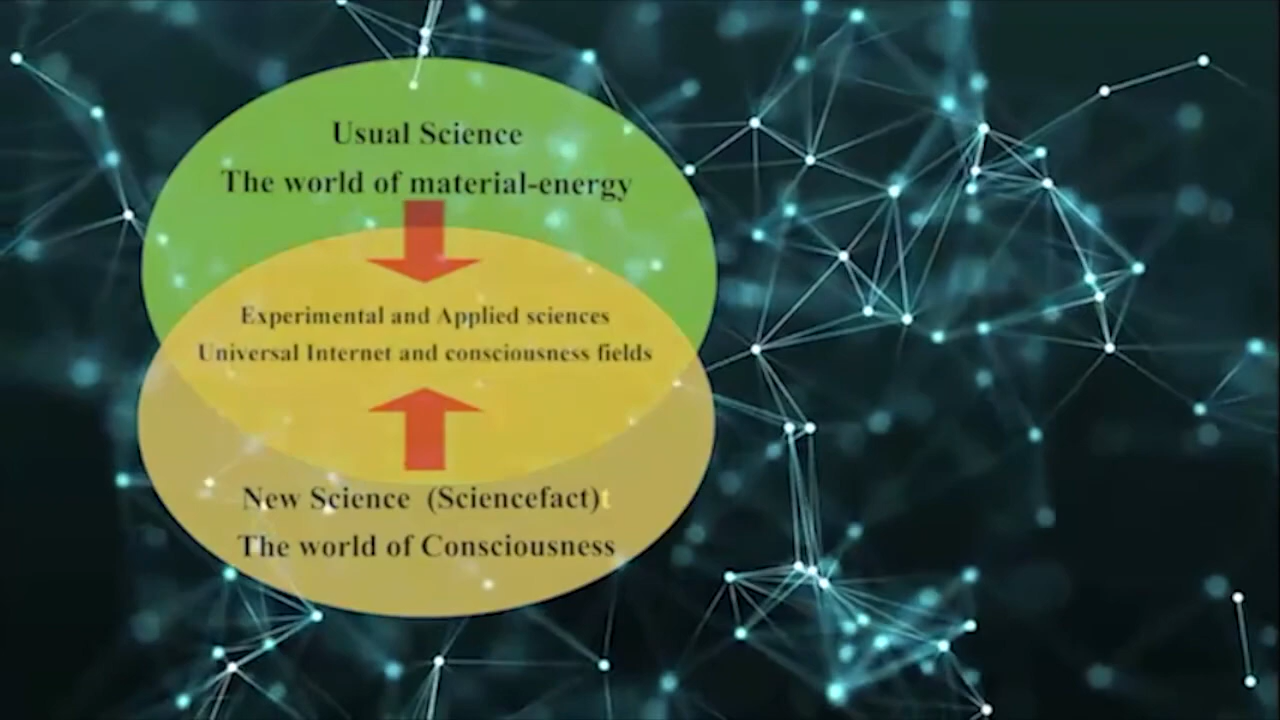 Usual Science
The world of material-energy
Experimental and Applied sciences
Universal Internet and consciousness fields
New Science (Sciencefact)t
The world of Consciousness